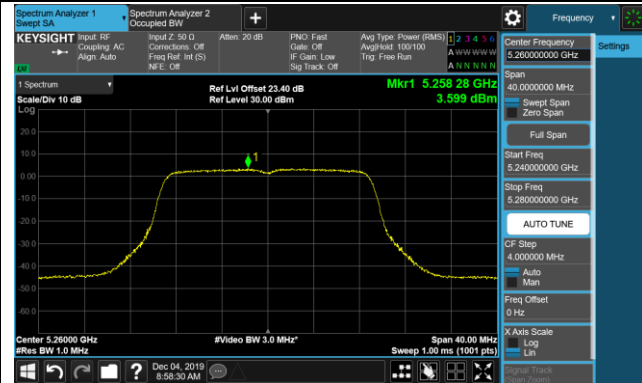 Spectrum Analyzer 1
Swept SA
Spectrum Analyzer 2
Occupied BW
Frequency
KEYSIGHT
Input: RF
Coupling: AC
Align: Auto
Input Z: 50 Ω
Corrections: Off
Freq Ref: Int (S)
NFE: Off
Atten: 20 dB
PNO: Fast
Gate: Off
IF Gain: Low
Sig Track: Off
Avg Type: Power (RMS)
Avg|Hold: 100/100
Trig: Free Run
1 2 3 4 5 6
A W W W W W
A N N N N N
LXI
1 Spectrum
Scale/Div 10 dB
Log
Ref Lvl Offset 23.40 dB
Ref Level 30.00 dBm
Mkr1 5.258 28 GHz
3.599 dBm
1
20.0
10.0
0.00
-10.0
-20.0
-30.0
-40.0
-50.0
-60.0
Center 5.26000 GHz
#Res BW 1.0 MHz
#Video BW 3.0 MHz*
Span 40.00 MHz
Sweep 1.00 ms (1001 pts)
Center Frequency
5.260000000 GHz
Settings
Span
40.0000000 MHz
Swept Span
Zero Span
Full Span
Start Freq
5.240000000 GHz
Stop Freq
5.280000000 GHz
AUTO TUNE
CF Step
4.000000 MHz
Auto
Man
Freq Offset
0 Hz
X Axis Scale
Log
Lin
Signal Track
(Span Zoom)
?
Dec 04, 2019
8:58:30 AM